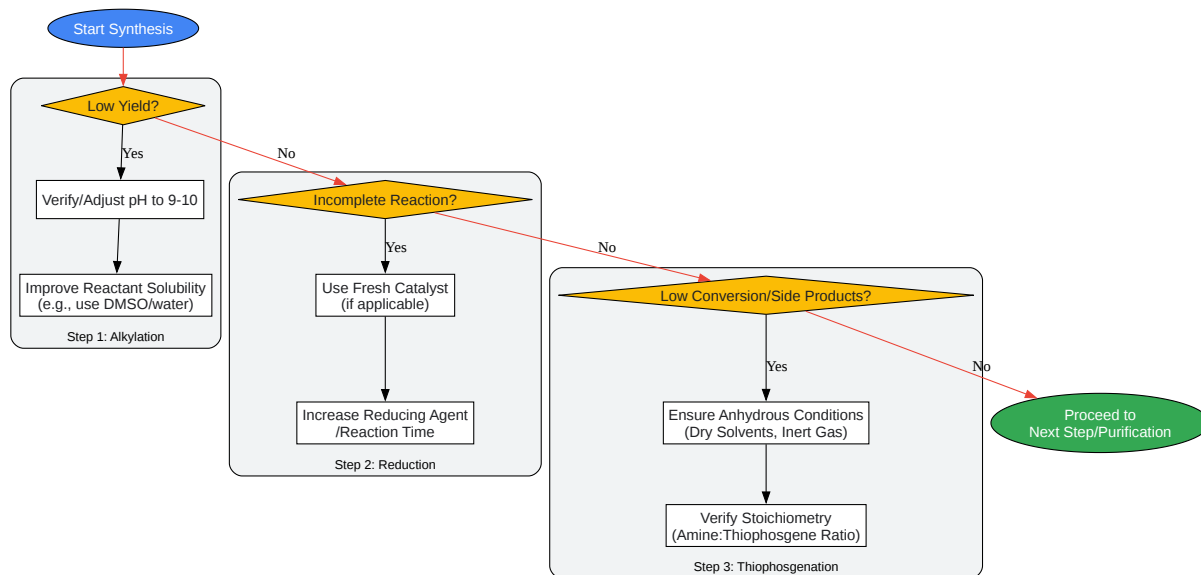 Start Synthesis
Low Yield?
Yes
No
Verify/Adjust pH to 9-10
Improve Reactant Solubility
(e.g., use DMSO/water)
Step 1: Alkylation
Incomplete Reaction?
Yes
No
Use Fresh Catalyst
(if applicable)
Increase Reducing Agent
/Reaction Time
Step 2: Reduction
Low Conversion/Side Products?
Yes
No
Ensure Anhydrous Conditions
(Dry Solvents, Inert Gas)
Verify Stoichiometry
(Amine:Thiophosgene Ratio)
Step 3: Thiophosgenation
Proceed to
Next Step/Purification